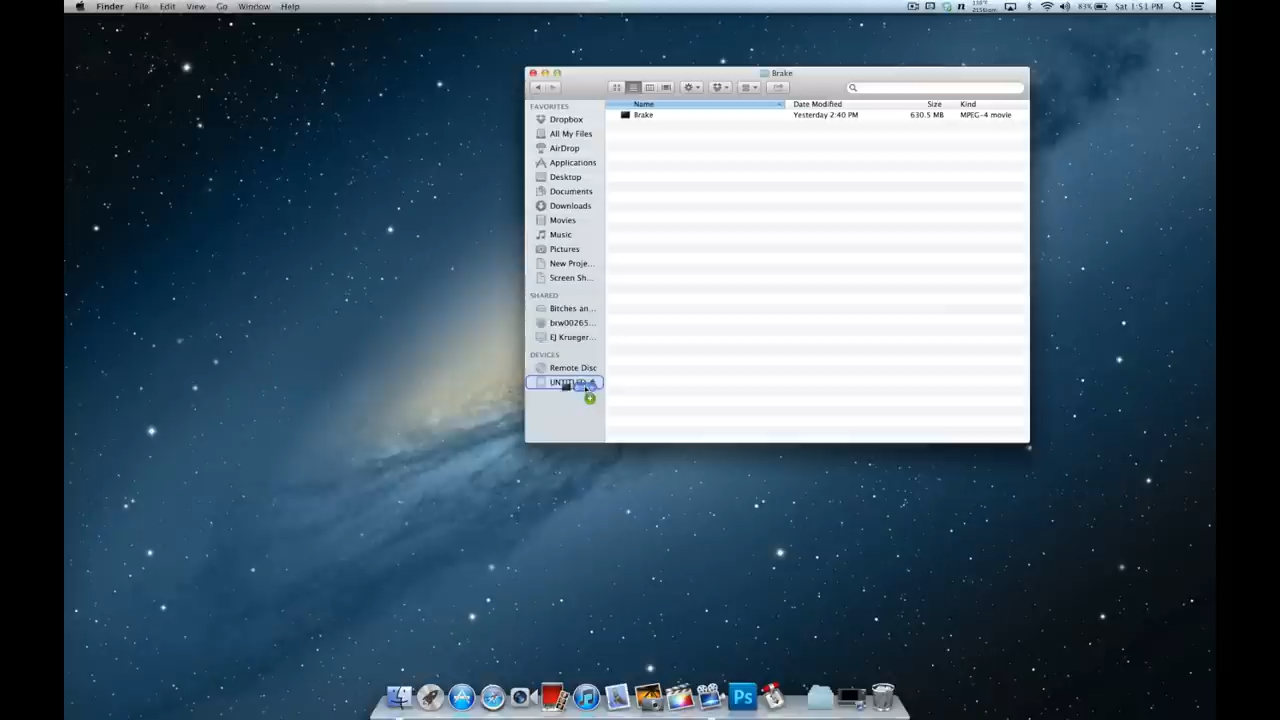 Finder File Edit View Go Window Help
83% Sat 1:51 PM
Brake
FAVORITES
Dropbox
All My Files
AirDrop
Applications
Desktop
Documents
Downloads
Movies
Music
Pictures
New Proje...
Screen Sh...
SHARED
Bitches an...
brw00265...
EJ Krueger...
DEVICES
Remote Disc
Name Date Modified Size Kind
Brake Yesterday 2:40 PM 630.5 MB MPEG-4 movie
Ps